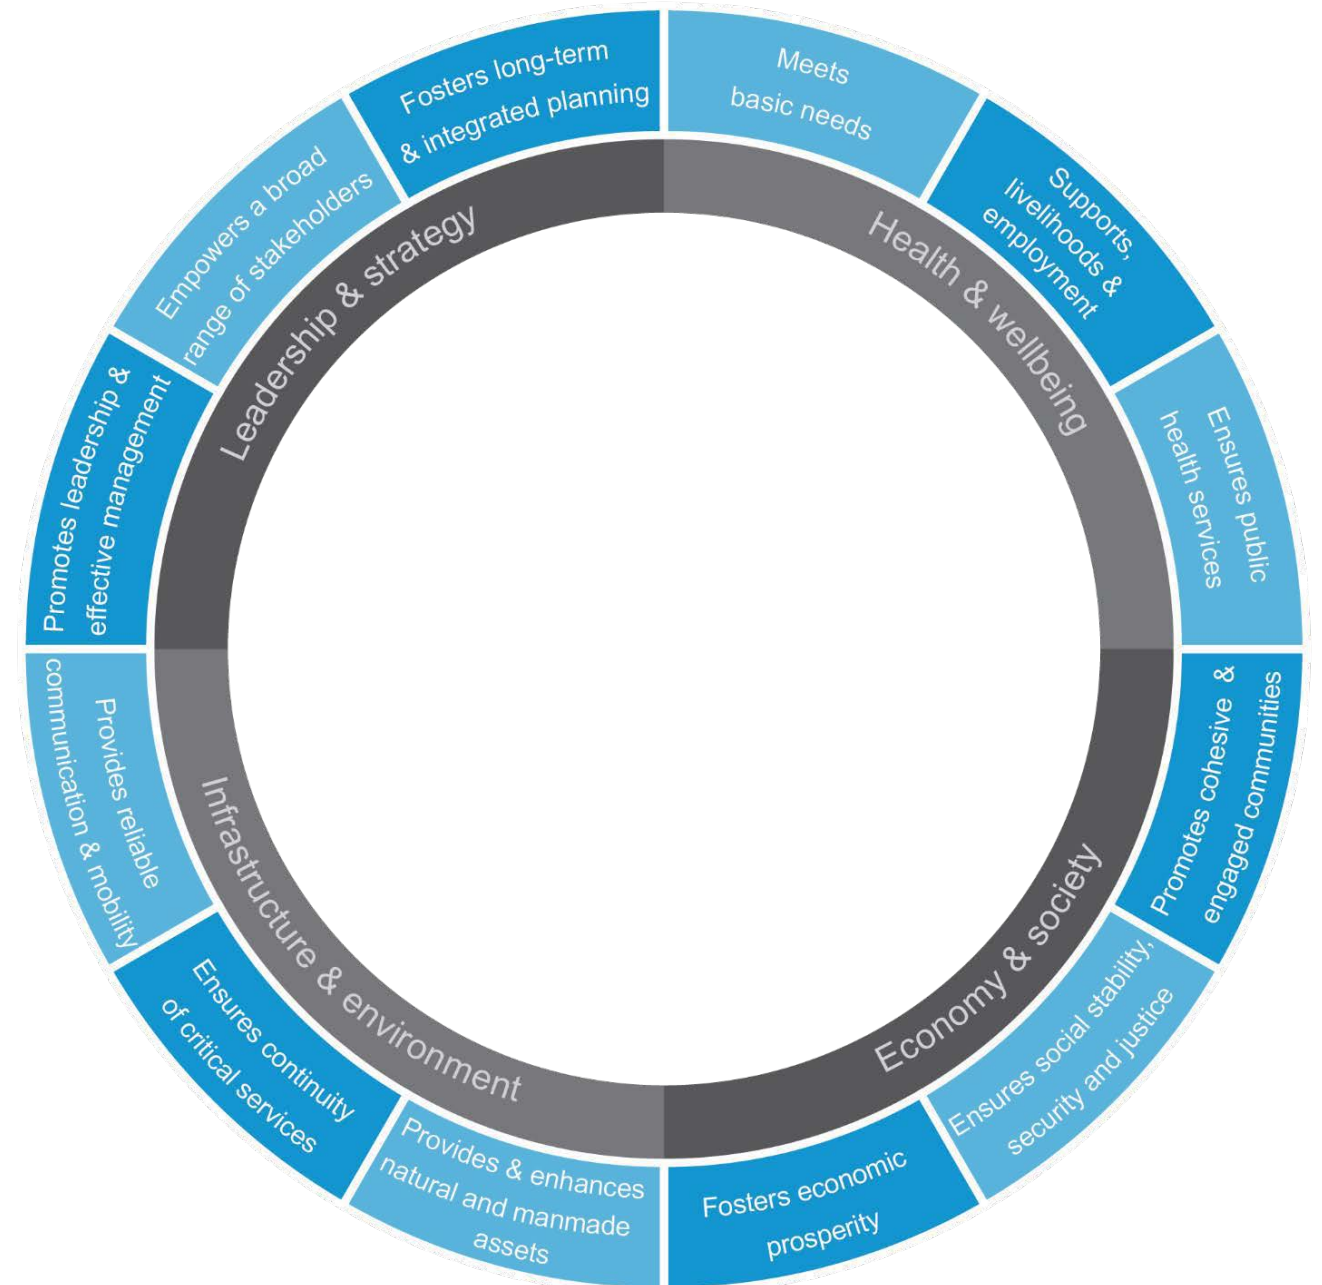 Meets
basic needs
Supports,
livelihoods &
employment
Ensures public
health services
Promotes cohesive &
engaged communities
Ensures social stability,
security and justice
Fosters economic
prosperity
Provides & enhances
natural and manmade
assets
Ensures continuity
of critical services
Provides reliable
communication & mobility
Promotes leadership &
effective management
Empowers a broad
range of stakeholders
Fosters long-term
& integrated planning
Health & wellbeing
Economy & society
Infrastructure & environment
Leadership & strategy